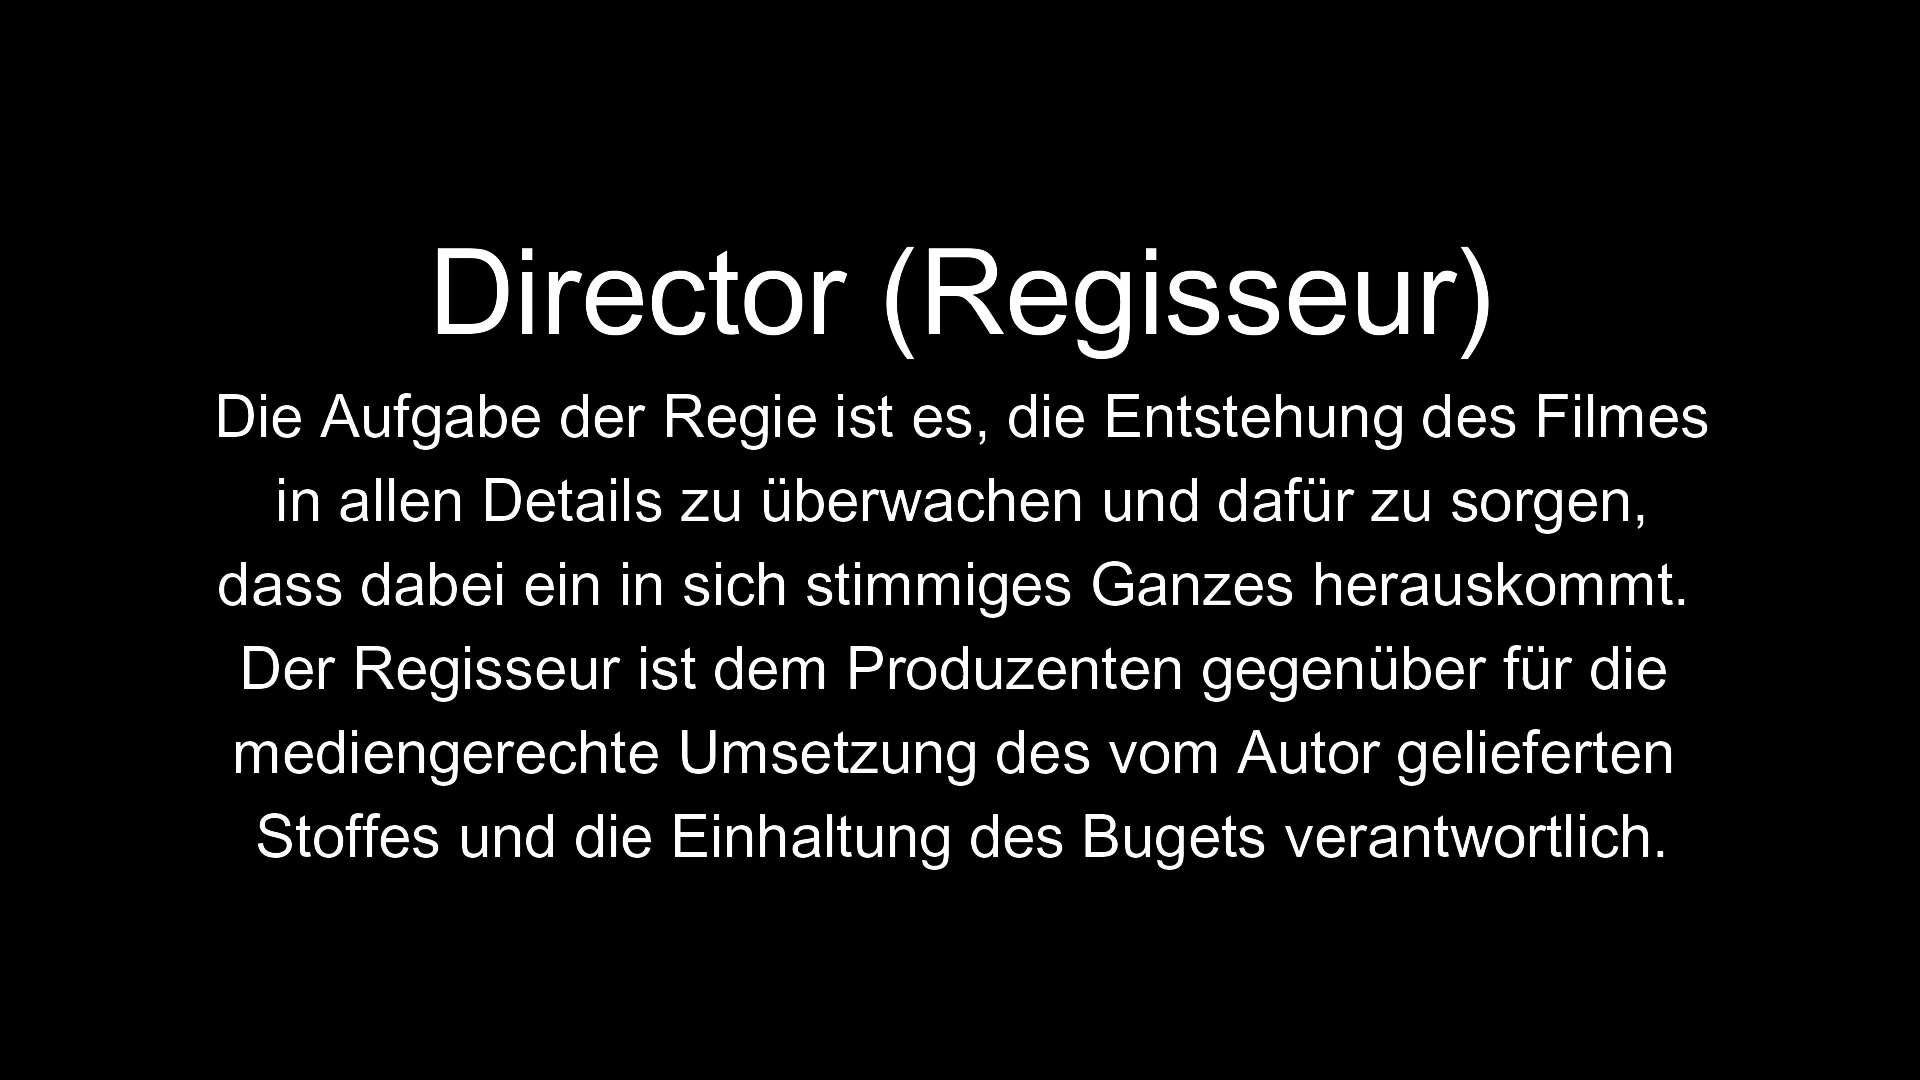 Director (Regisseur)
Die Aufgabe der Regie ist es, die Entstehung des Filmes
in allen Details zu überwachen und dafür zu sorgen,
dass dabei ein in sich stimmiges Ganzes herauskommt.
Der Regisseur ist dem Produzenten gegenüber für die
mediengerechte Umsetzung des vom Autor gelieferten
Stoffes und die Einhaltung des Bugets verantwortlich.